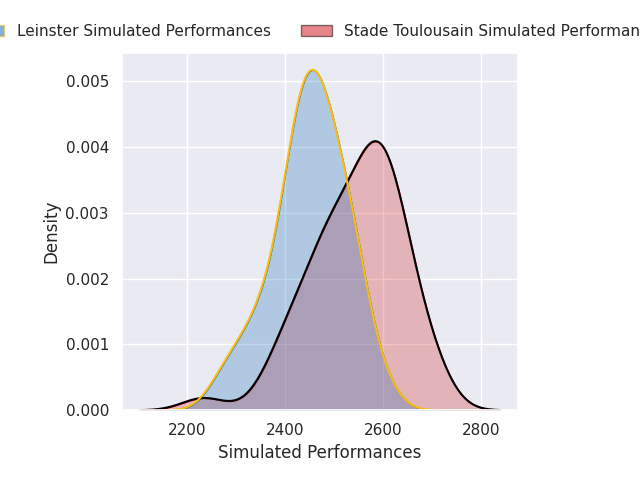 Leinster Simulated Performances Stade Toulousain Simulated Performan
0.005
0.004
0.003
0.002
0.001
0.000
Density
2200 2400 2600 2800
Simulated Performances